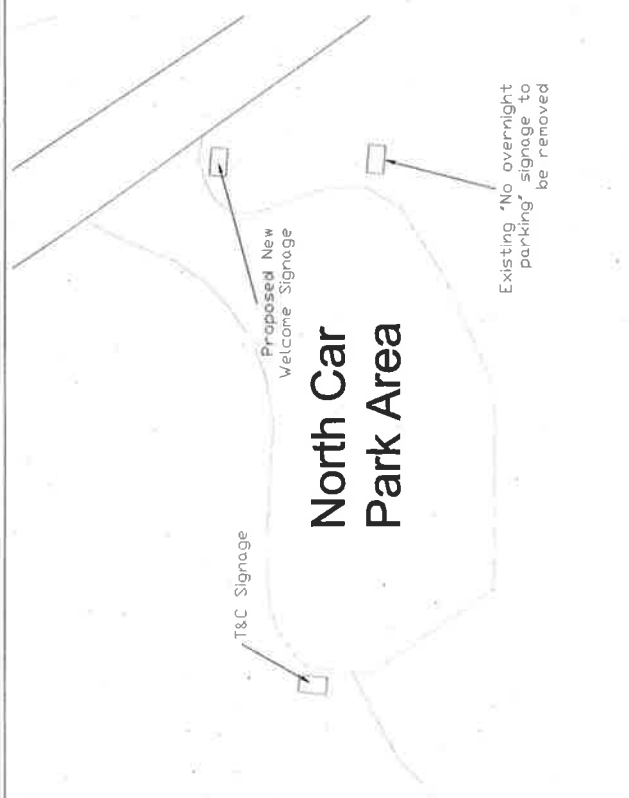 T&C Signage
North Car
Park Area
Proposed New
Welcome Signage
Existing 'No overnight
parking' signage to
be removed